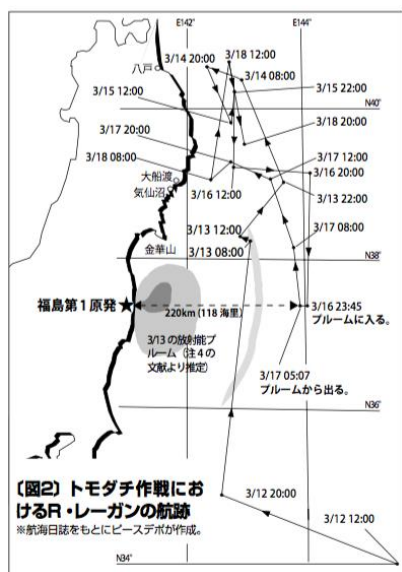 E142°
E144°
3/14 20:00
3/18 12:00
八戸
3/14 08:00
3/15 12:00
3/15 22:00
N40°
3/17 20:00
3/18 20:00
3/18 08:00
3/17 12:00
大船渡
3/16 20:00
気仙沼
3/16 12:00
3/13 22:00
3/13 12:00
3/17 08:00
金華山
3/13 08:00
N38°
福島第1原発
220km (118 海里)
3/16 23:45
プルームに入る。
3/13の放射能プ
ルーム（注4の
文献より推定）
3/17 05:07
プルームから出る。
N36°
3/12 20:00
〔図2〕トモダチ作戦にお
けるR・レーガンの航跡
※航海日誌をもとにピースデポが作成。
3/12 12:00
N34°